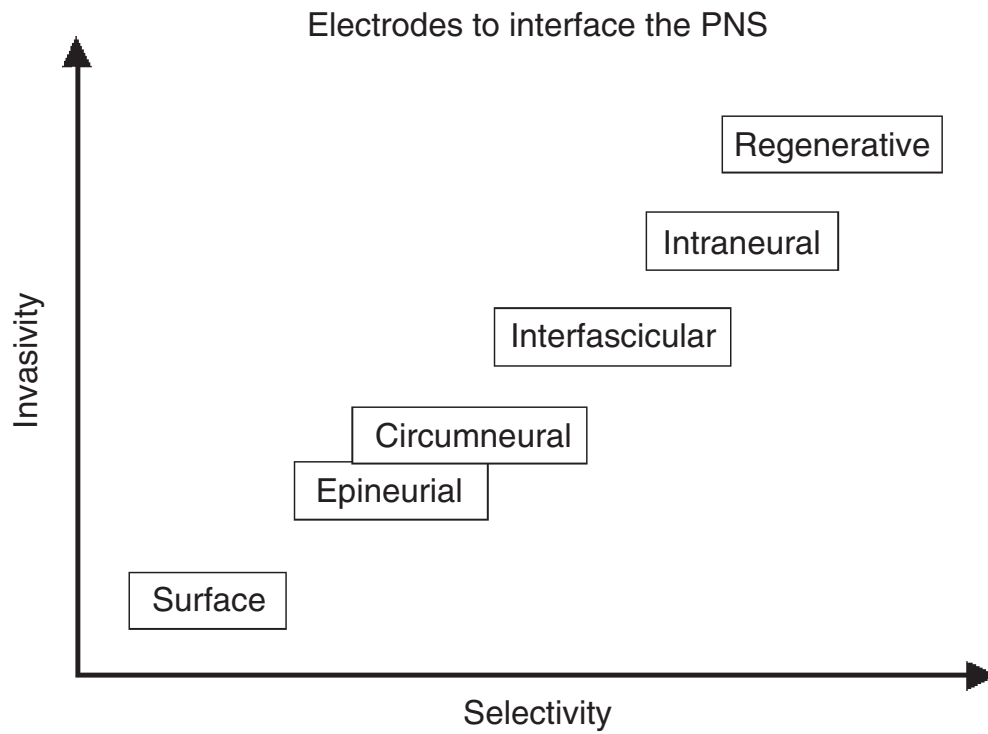 Electrodes to interface the PNS
Regenerative
Intraneural
Interfascicular
Circumneural
Epineurial
Surface
Invasivity
Selectivity